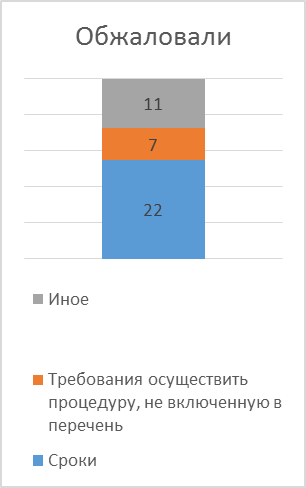 Обжаловали
11
7
22
Иное
Требования осуществить
процедуру, не включенную в
перечень
Сроки